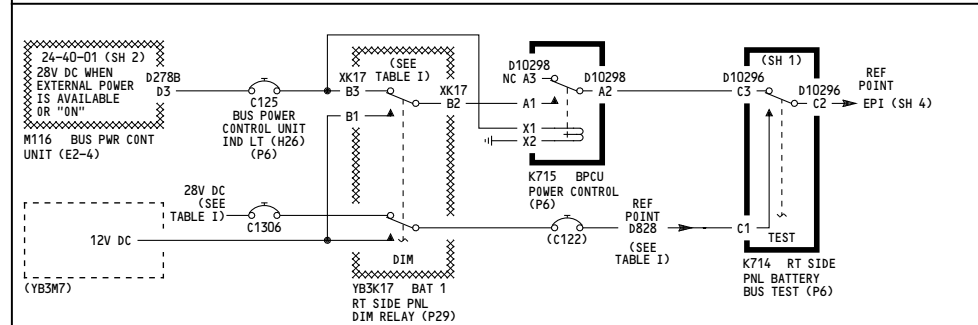 24-40-01 (SH 2)
28V DC WHEN
EXTERNAL POWER
IS AVAILABLE
OR "ON"
D278B
D3
M116 BUS PWR CONT
UNIT (E2-4)
C125
BUS POWER
CONTROL UNIT
IND LT (H26)
(P6)
(SEE
TABLE I)
XK17
B3
XK17
B2
B1
D10298
NC A3
D10298
A2
A1
X1
X2
K715 BPCU
POWER CONTROL
(P6)
(SH 1)
D10296
C3
D10296
C2
REF
POINT
EPI (SH 4)
28V DC
(SEE
TABLE I)
C1306
12V DC
(YB3M7)
DIM
YB3K17 BAT 1
RT SIDE PNL
DIM RELAY (P29)
(C122)
REF
POINT
D828
(SEE
TABLE I)
C1
TEST
K714 RT SIDE
PNL BATTERY
BUS TEST (P6)